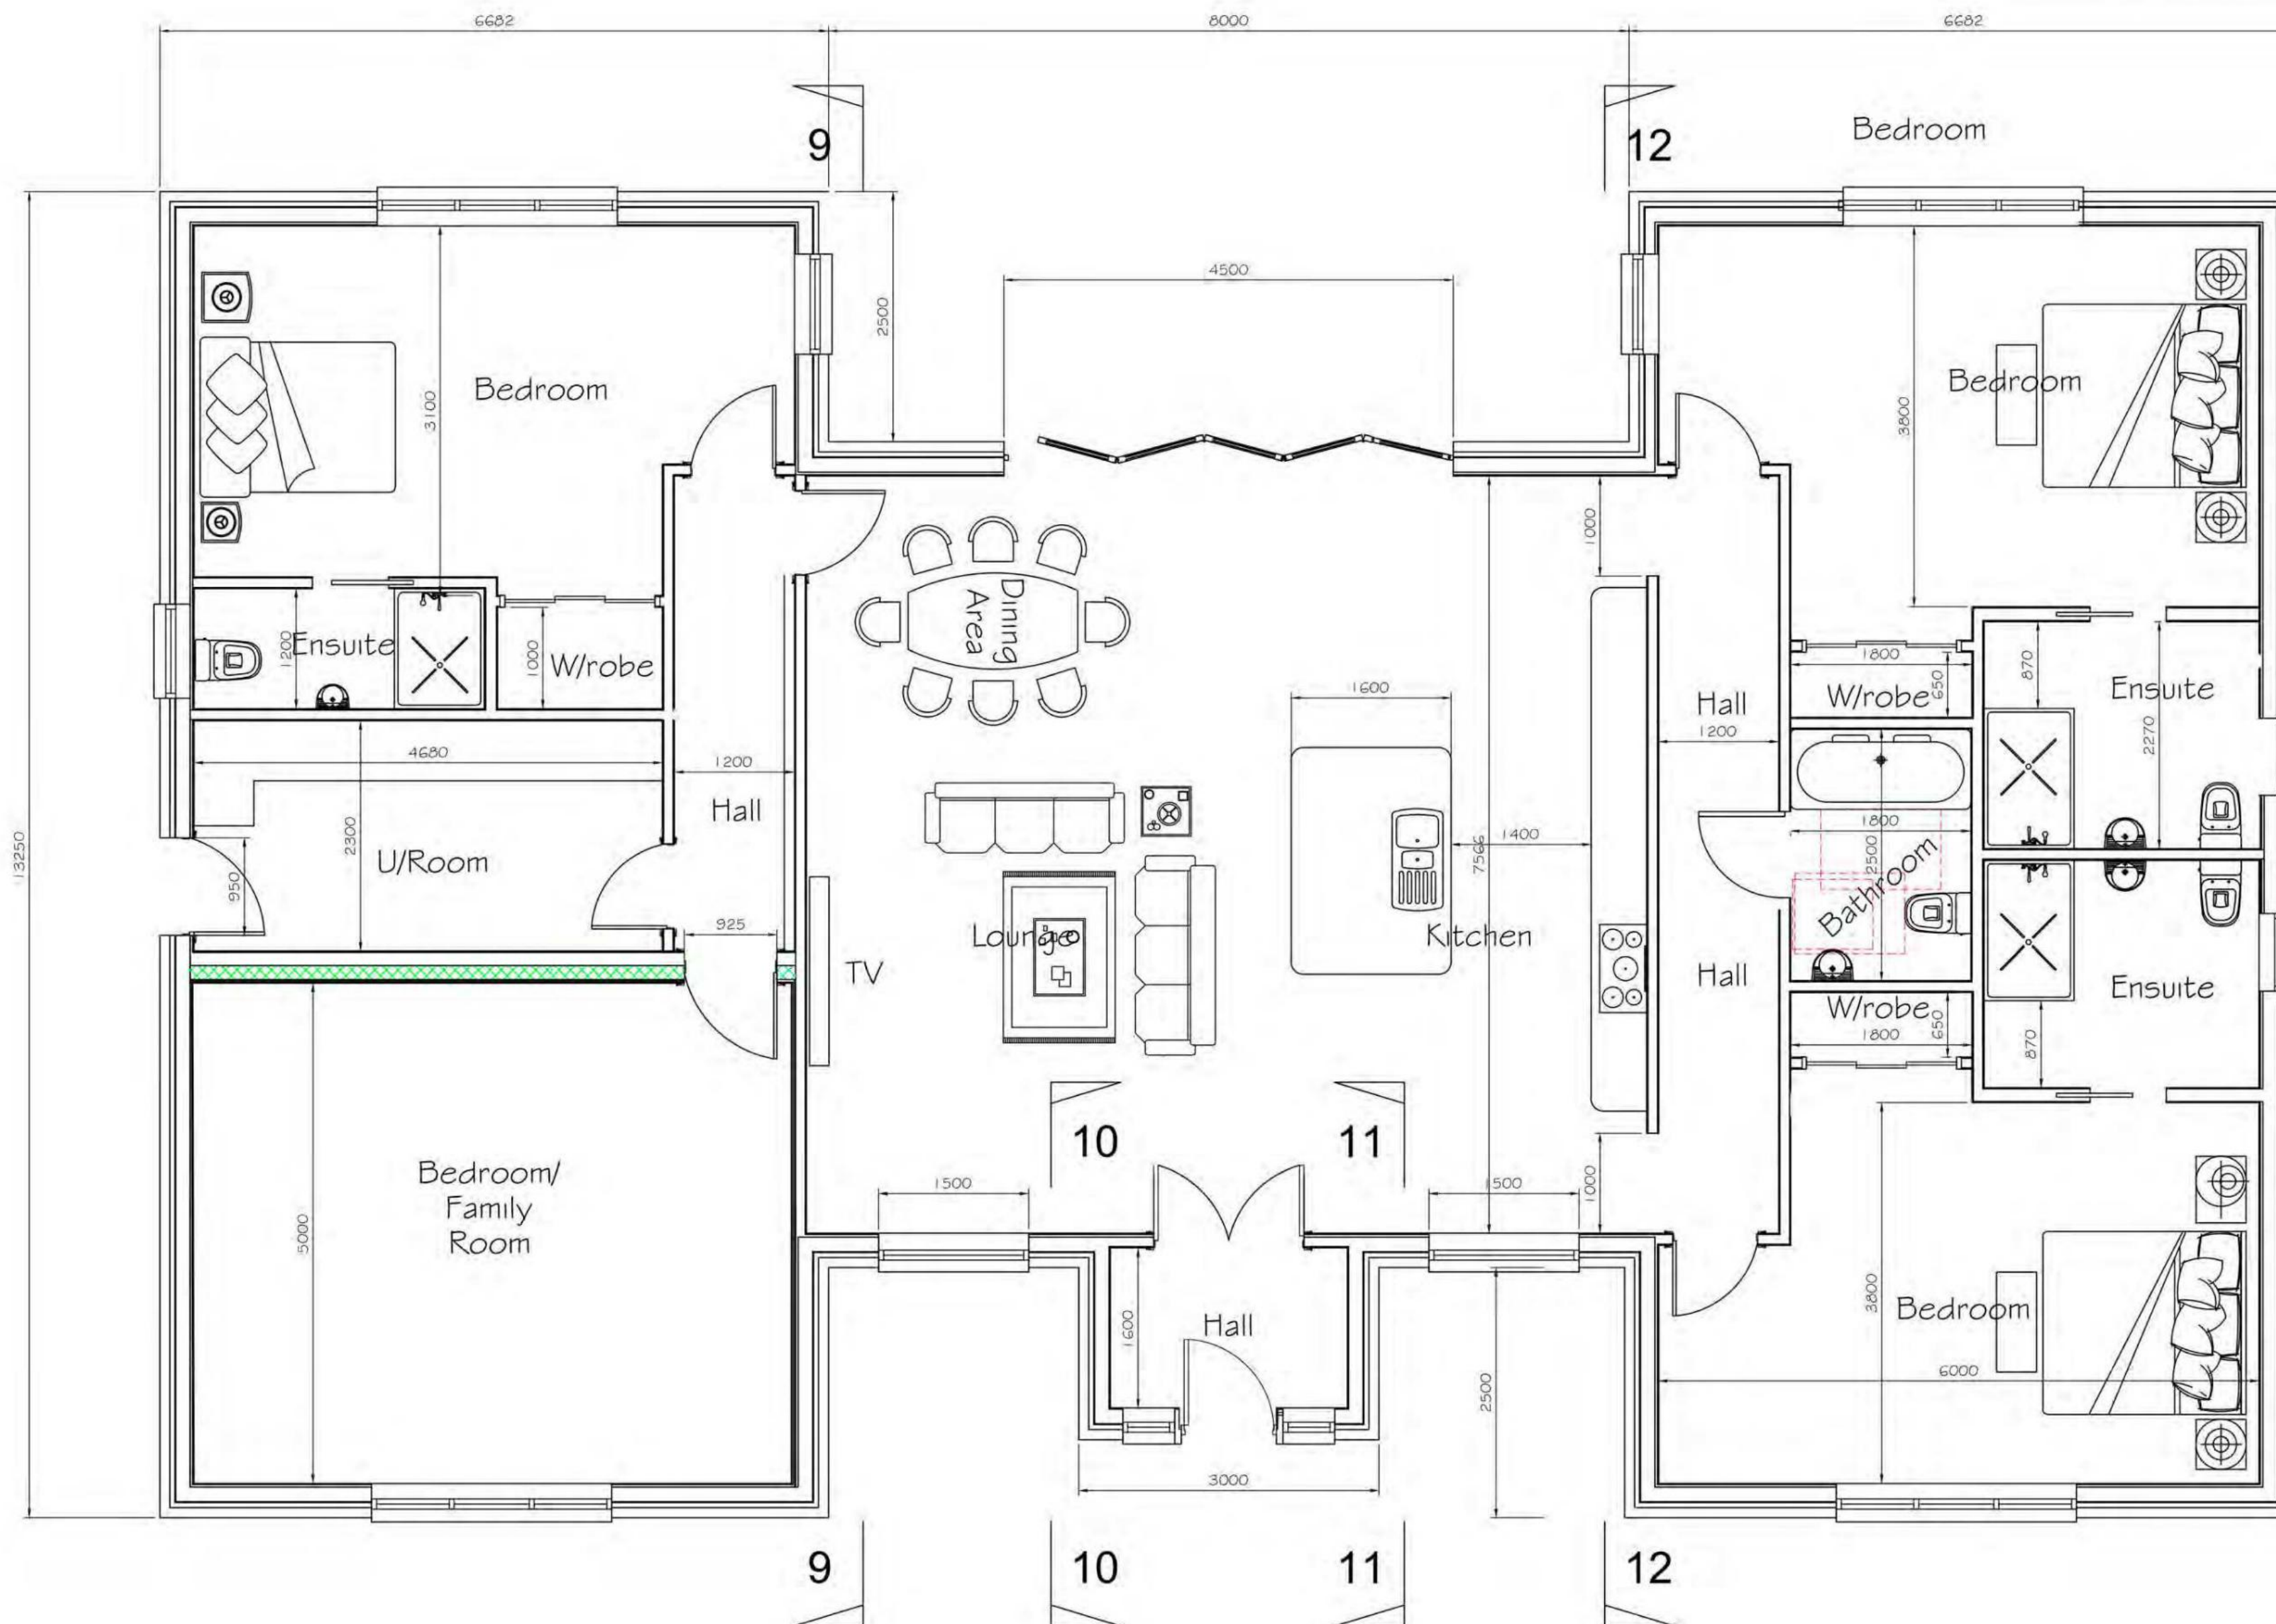 6682
8000
6682
9
12
Bedroom
4500
2500
3100
Bedroom
Bedroom
3800
1000
Dining
Area
1200
Ensuite
1000
W/robe
1600
Hall
1200
1800
W/robe
650
870
Ensuite
2270
4680
1200
Hall
13250
2300
U/Room
950
925
1400
7566
1800
2500
Bathroom
Lounge
Kitchen
TV
Hall
W/robe
1800
650
870
Ensuite
10
11
Bedroom/
Family
Room
5000
1500
1500
1000
1600
Hall
2500
3800
Bedroom
6000
3000
9
10
11
12